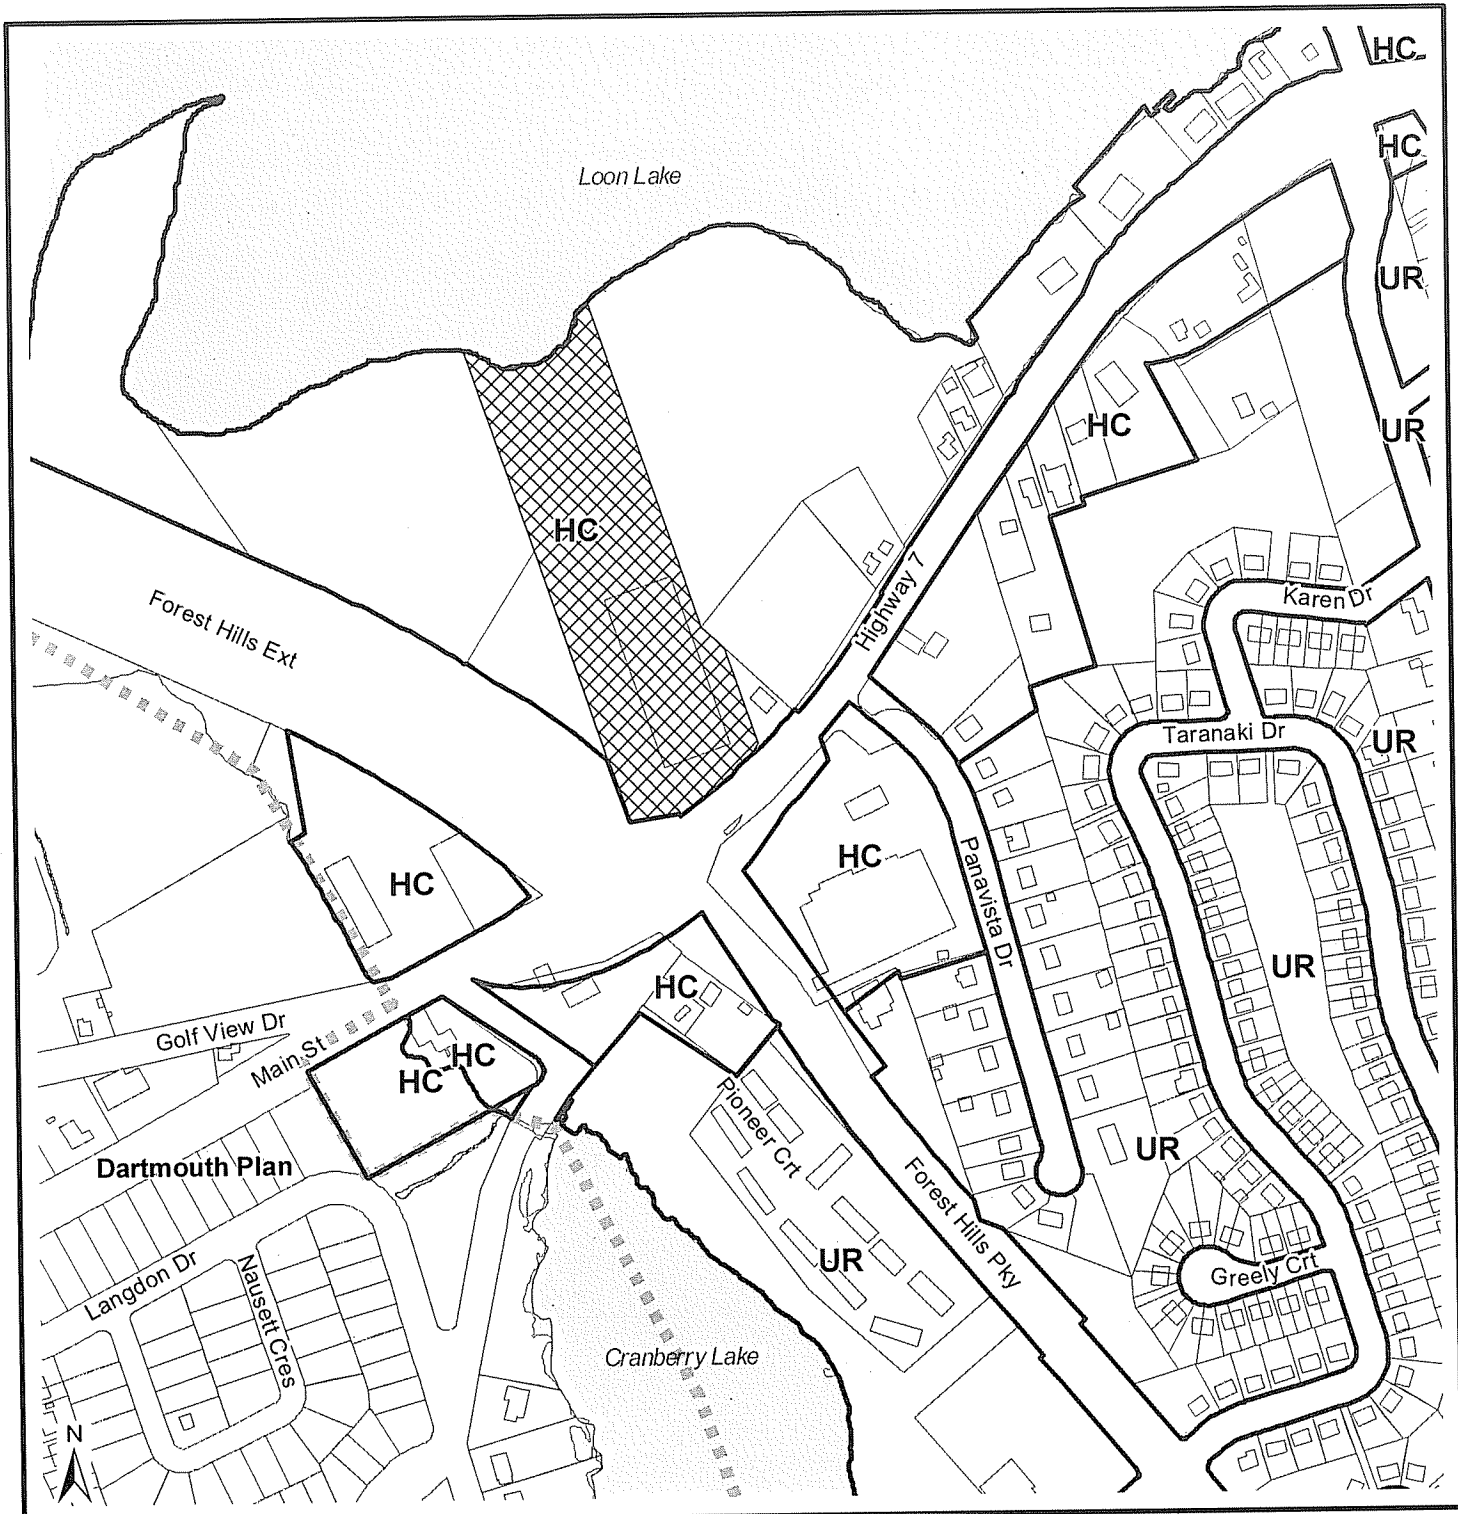 HC
HC
Loon Lake
UR
HC
UR
HC
Highway 7
Karen Dr
Forest Hills Ext
Taranaki Dr
UR
HC
HC
Panavista Dr
UR
HC
Golf View Dr
Main St
HC
HC
Pioneer Crt
UR
Dartmouth Plan
Forest Hills Pky
UR
Langdon Dr
Nausett Cres
Greely Crt
Cranberry Lake
N